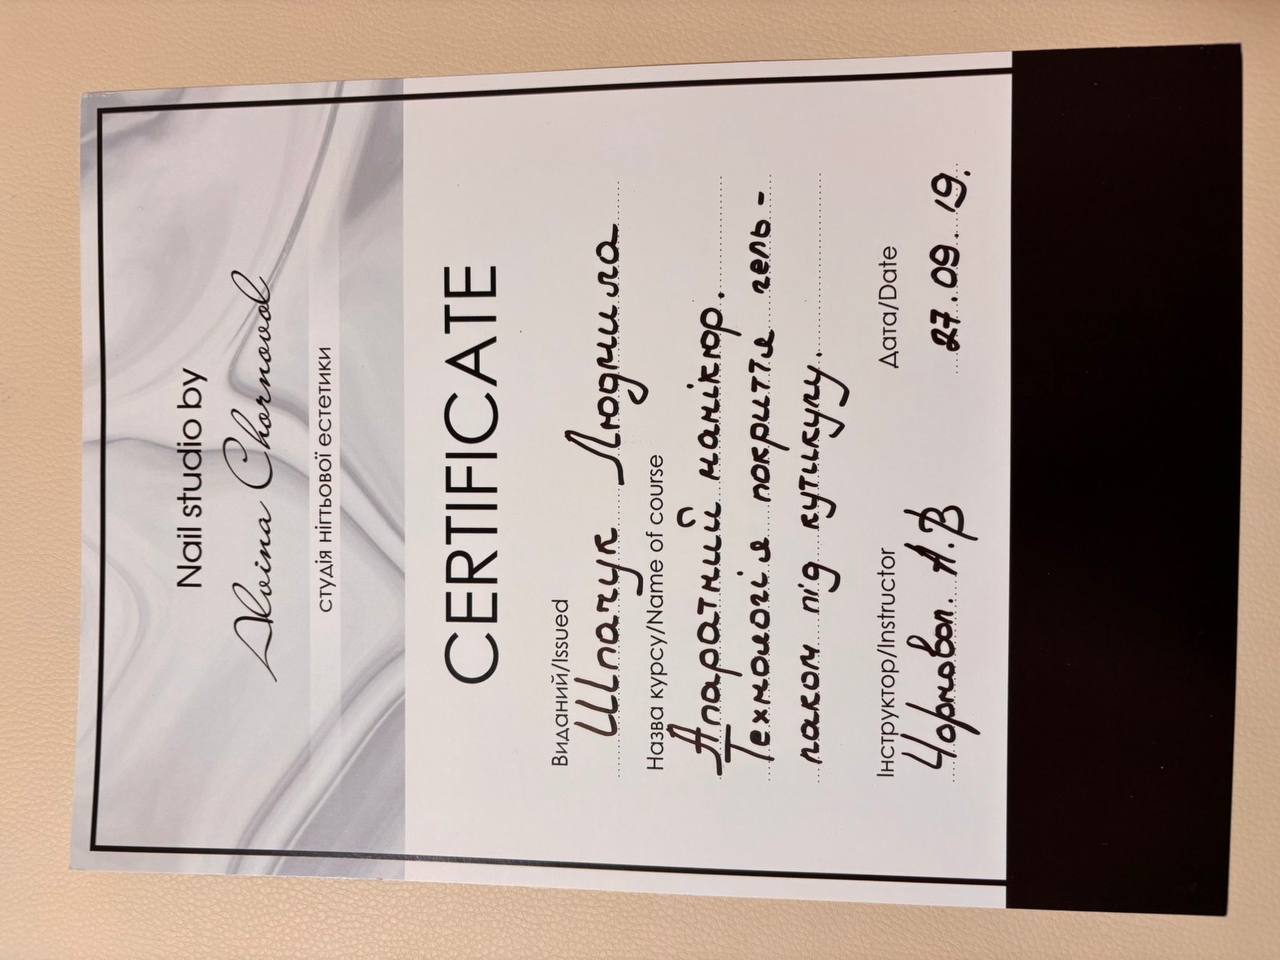 Nail studio by
Alvina Chornovol
студія нігтьової естетики
CERTIFICATE
Виданий/Issued
Шпачук Людмила
Назва курсу/Name of course
Апаратний манікюр.
Технологія покриття гель-
лаком під кутикулу.
Інструктор/Instructor
Чорновол. А.В
Дата/Date
27.09.19.